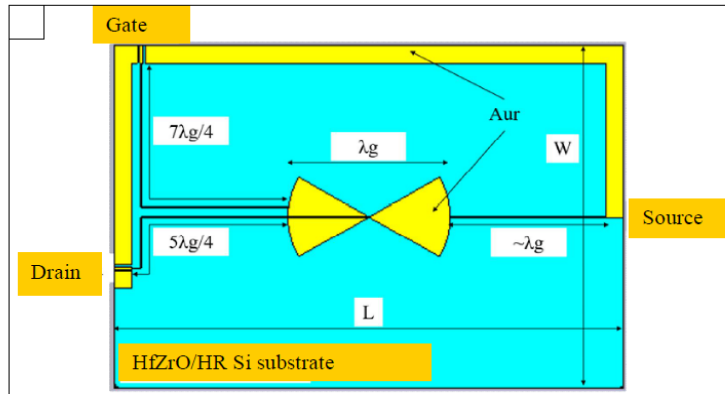 Gate
Aur
7λg/4
λg
W
5λg/4
~λg
Source
Drain
L
HfZrO/HR Si substrate